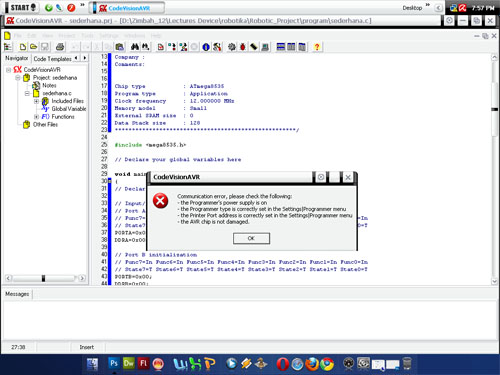 START
CodeVisionAVR
Desktop
7:57 PM
CodeVisionAVR - sederhana.prj - [D:\Zimbah_12\Lectures Device\robotika\Robotic_Project\program\sederhana.c]
File Edit View Project Tools Settings Windows Help
Navigator Code Templates
CodeVisionAVR
Project: sederhana
Notes
sederhana.c
Included Files
Global Variable
Functions
Other Files
13 Company :
14 Comments:
15
16
17 Chip type : ATmega8535
18 Program type : Application
19 Clock frequency : 12.000000 MHz
20 Memory model : Small
21 External SRAM size : 0
22 Data Stack size : 128
23 *****************************************************/
24
25 #include <mega8535.h>
26
27 // Declare your global variables here
28
29 void main
30 {
31 // Declar
32
33 // Input/
34 // Port A
35 // Func7= =In Func0=In
36 // State7 =T State0=T
37 PORTA=0x0
38 DDRA=0x00
39
40 // Port B initialization
41 // Func7=In Func6=In Func5=In Func4=In Func3=In Func2=In Func1=In Func0=In
42 // State7=T State6=T State5=T State4=T State3=T State2=T State1=T State0=T
43 PORTB=0x00;
44 DDRB=0x00;
CodeVisionAVR
Communication error, please check the following:
- the Programmer's power supply is on
- the Programmer type is correctly set in the Settings|Programmer menu
- the Printer Port address is correctly set in the Settings|Programmer menu
- the AVR chip is not damaged.
OK
Messages
27:38 Insert
Ps Dw Fl